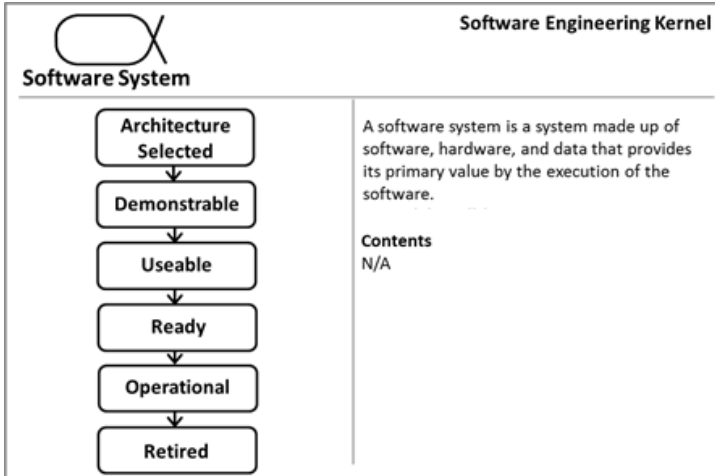 Software Engineering Kernel
Software System
Architecture
Selected
Demonstrable
Useable
Ready
Operational
Retired
A software system is a system made up of
software, hardware, and data that provides
its primary value by the execution of the
software.
Contents
N/A